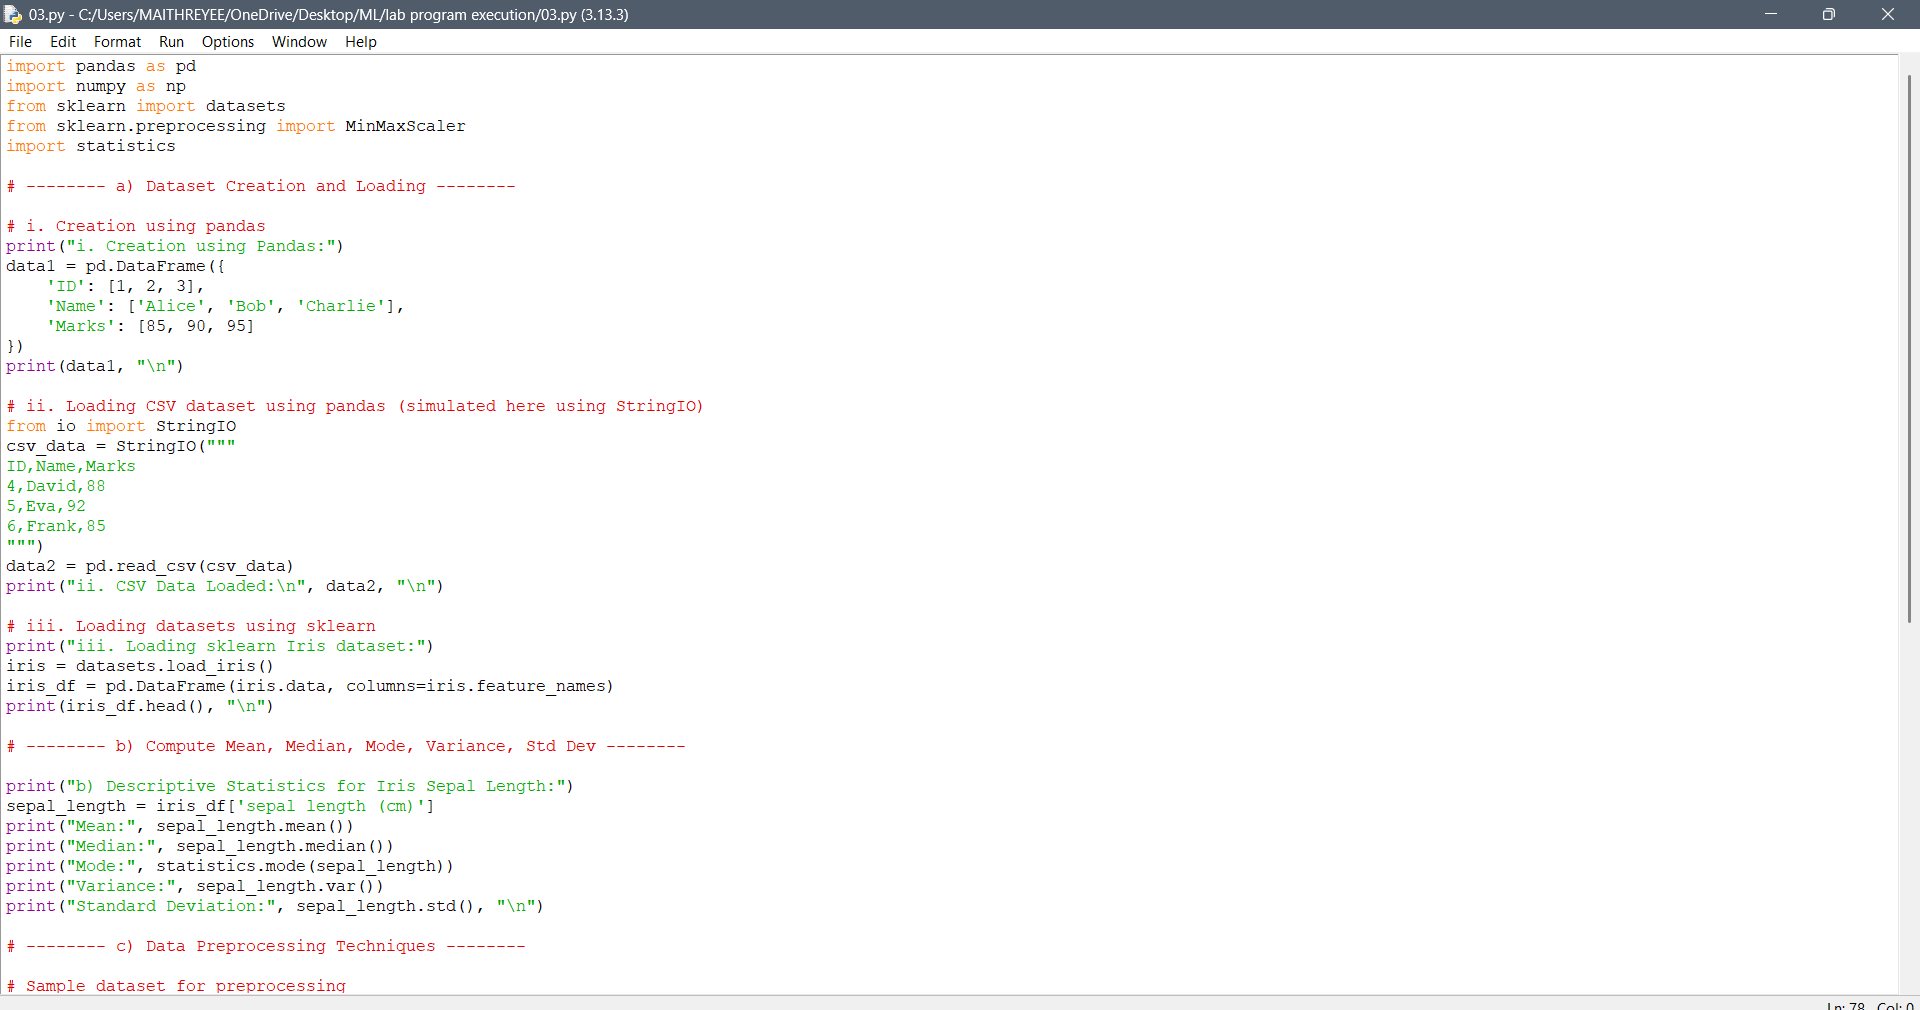 03.py - C:/Users/MAITHREYEE/OneDrive/Desktop/ML/lab program execution/03.py (3.13.3)
File Edit Format Run Options Window Help
import pandas as pd
import numpy as np
from sklearn import datasets
from sklearn.preprocessing import MinMaxScaler
import statistics

# -------- a) Dataset Creation and Loading --------

# i. Creation using pandas
print("i. Creation using Pandas:")
data1 = pd.DataFrame({
    'ID': [1, 2, 3],
    'Name': ['Alice', 'Bob', 'Charlie'],
    'Marks': [85, 90, 95]
})
print(data1, "\n")

# ii. Loading CSV dataset using pandas (simulated here using StringIO)
from io import StringIO
csv_data = StringIO("""
ID,Name,Marks
4,David,88
5,Eva,92
6,Frank,85
""")
data2 = pd.read_csv(csv_data)
print("ii. CSV Data Loaded:\n", data2, "\n")

# iii. Loading datasets using sklearn
print("iii. Loading sklearn Iris dataset:")
iris = datasets.load_iris()
iris_df = pd.DataFrame(iris.data, columns=iris.feature_names)
print(iris_df.head(), "\n")

# -------- b) Compute Mean, Median, Mode, Variance, Std Dev --------

print("b) Descriptive Statistics for Iris Sepal Length:")
sepal_length = iris_df['sepal length (cm)']
print("Mean:", sepal_length.mean())
print("Median:", sepal_length.median())
print("Mode:", statistics.mode(sepal_length))
print("Variance:", sepal_length.var())
print("Standard Deviation:", sepal_length.std(), "\n")

# -------- c) Data Preprocessing Techniques --------

# Sample dataset for preprocessing
Ln: 78 Col: 0